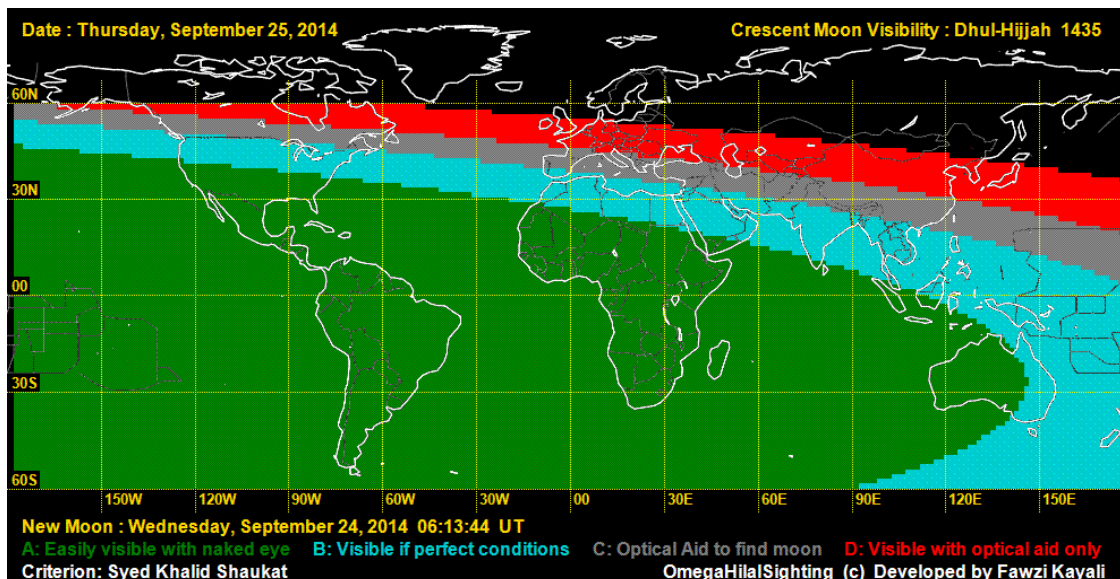 Date : Thursday, September 25, 2014
Crescent Moon Visibility : Dhul-Hijjah 1435
60N
30N
00
30S
60S
150W 120W 90W 60W 30W 00 30E 60E 90E 120E 150E
New Moon : Wednesday, September 24, 2014 06:13:44 UT
A: Easily visible with naked eye B: Visible if perfect conditions C: Optical Aid to find moon D: Visible with optical aid only
Criterion: Syed Khalid Shaukat OmegaHilalSighting (c) Developed by Fawzi Kayali